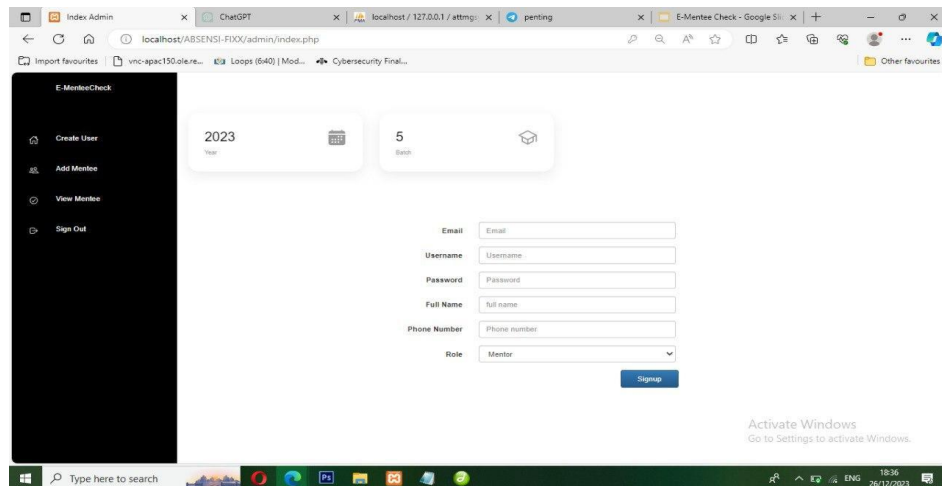 Index Admin
ChatGPT
localhost / 127.0.0.1 / attmg
penting
E-Mentee Check - Google Sli
localhost/ABSENSI-FIXX/admin/index.php
Import favourites
vnc-apac150.ole.re...
Loops (6:40) | Mod...
Cybersecurity Final...
Other favourites
E-MenteeCheck
Create User
Add Mentee
View Mentee
Sign Out
2023
Year
5
Batch
Email
Email
Username
Username
Password
Password
Full Name
full name
Phone Number
Phone number
Role
Mentor
Signup
Activate Windows
Go to Settings to activate Windows.
Type here to search
Ps
ENG
18:36
26/12/2023